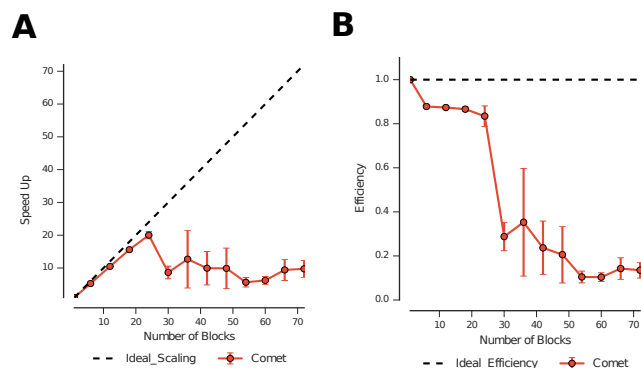 A
B
70
60
50
40
30
20
10
Speed Up
10 20 30 40 50 60 70
Number of Blocks
Ideal_Scaling Comet
1.0
0.8
0.6
0.4
0.2
0.0
Efficiency
10 20 30 40 50 60 70
Number of Blocks
Ideal Efficiency Comet